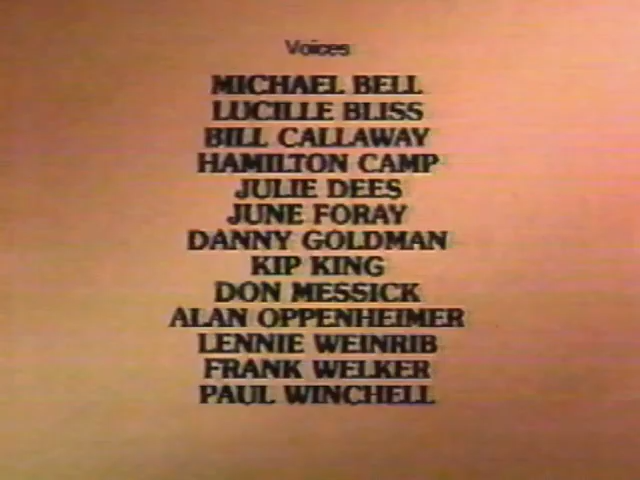 Voices
MICHAEL BELL
LUCILLE BLISS
BILL CALLAWAY
HAMILTON CAMP
JULIE DEES
JUNE FORAY
DANNY GOLDMAN
KIP KING
DON MESSICK
ALAN OPPENHEIMER
LENNIE WEINRIB
FRANK WELKER
PAUL WINCHELL